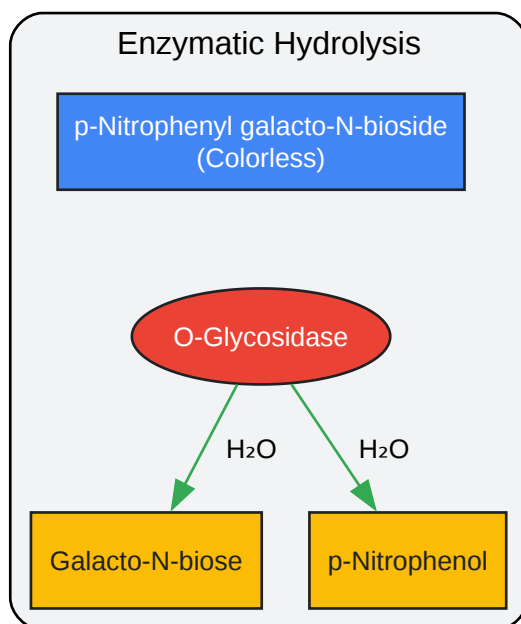 Enzymatic Hydrolysis
p-Nitrophenyl galacto-N-bioside
(Colorless)
O-Glycosidase
H₂O
H₂O
Galacto-N-biose
p-Nitrophenol